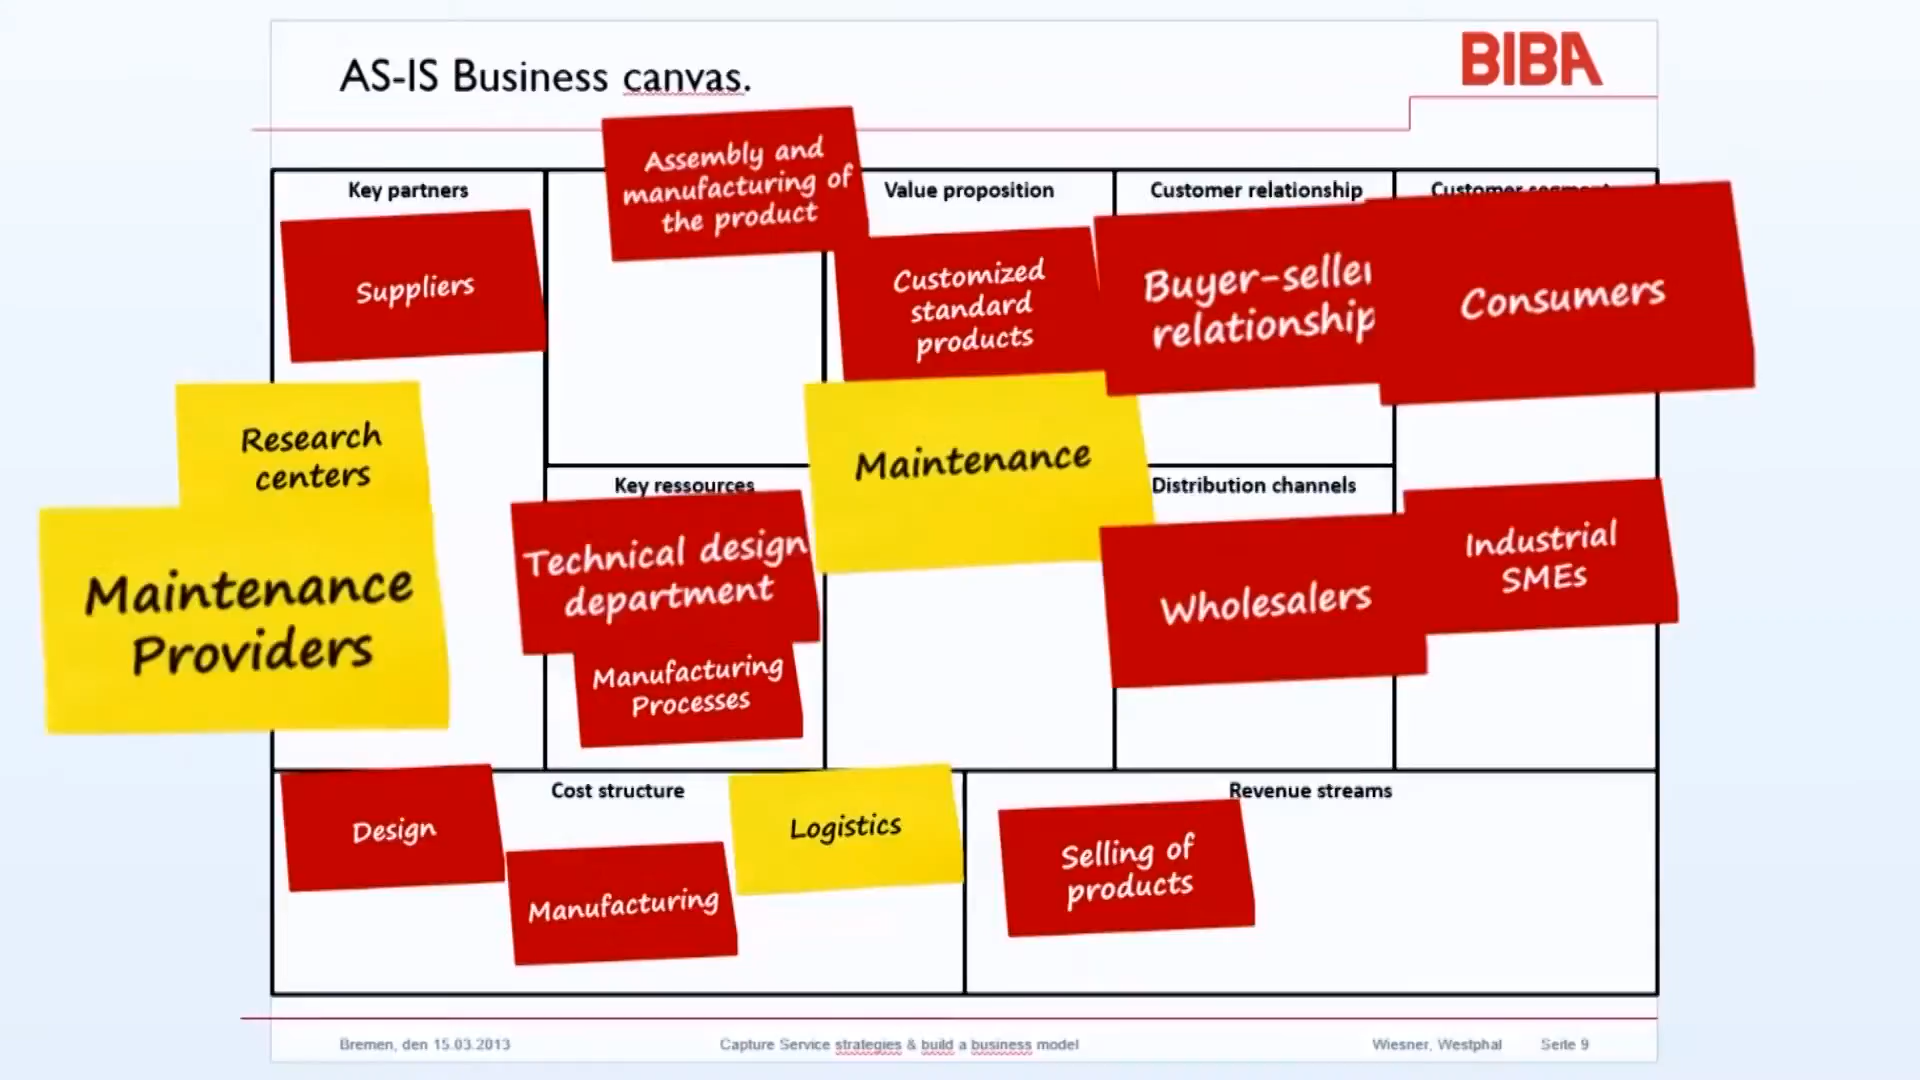 AS-IS Business canvas.
BIBA
Assembly and
manufacturing of
the product
Key partners
Value proposition
Customer relationship
Customer segment
Suppliers
Customized
standard
products
Buyer-seller
relationship
Consumers
Research
centers
Maintenance
Providers
Maintenance
Key ressources
Technical design
department
Manufacturing
Processes
Distribution channels
Wholesalers
Industrial
SMEs
Cost structure
Design
Manufacturing
Logistics
Revenue streams
Selling of
products
Bremen, den 15.03.2013
Capture Service strategies & build a business model
Wiesner, Westphal
Seite 9